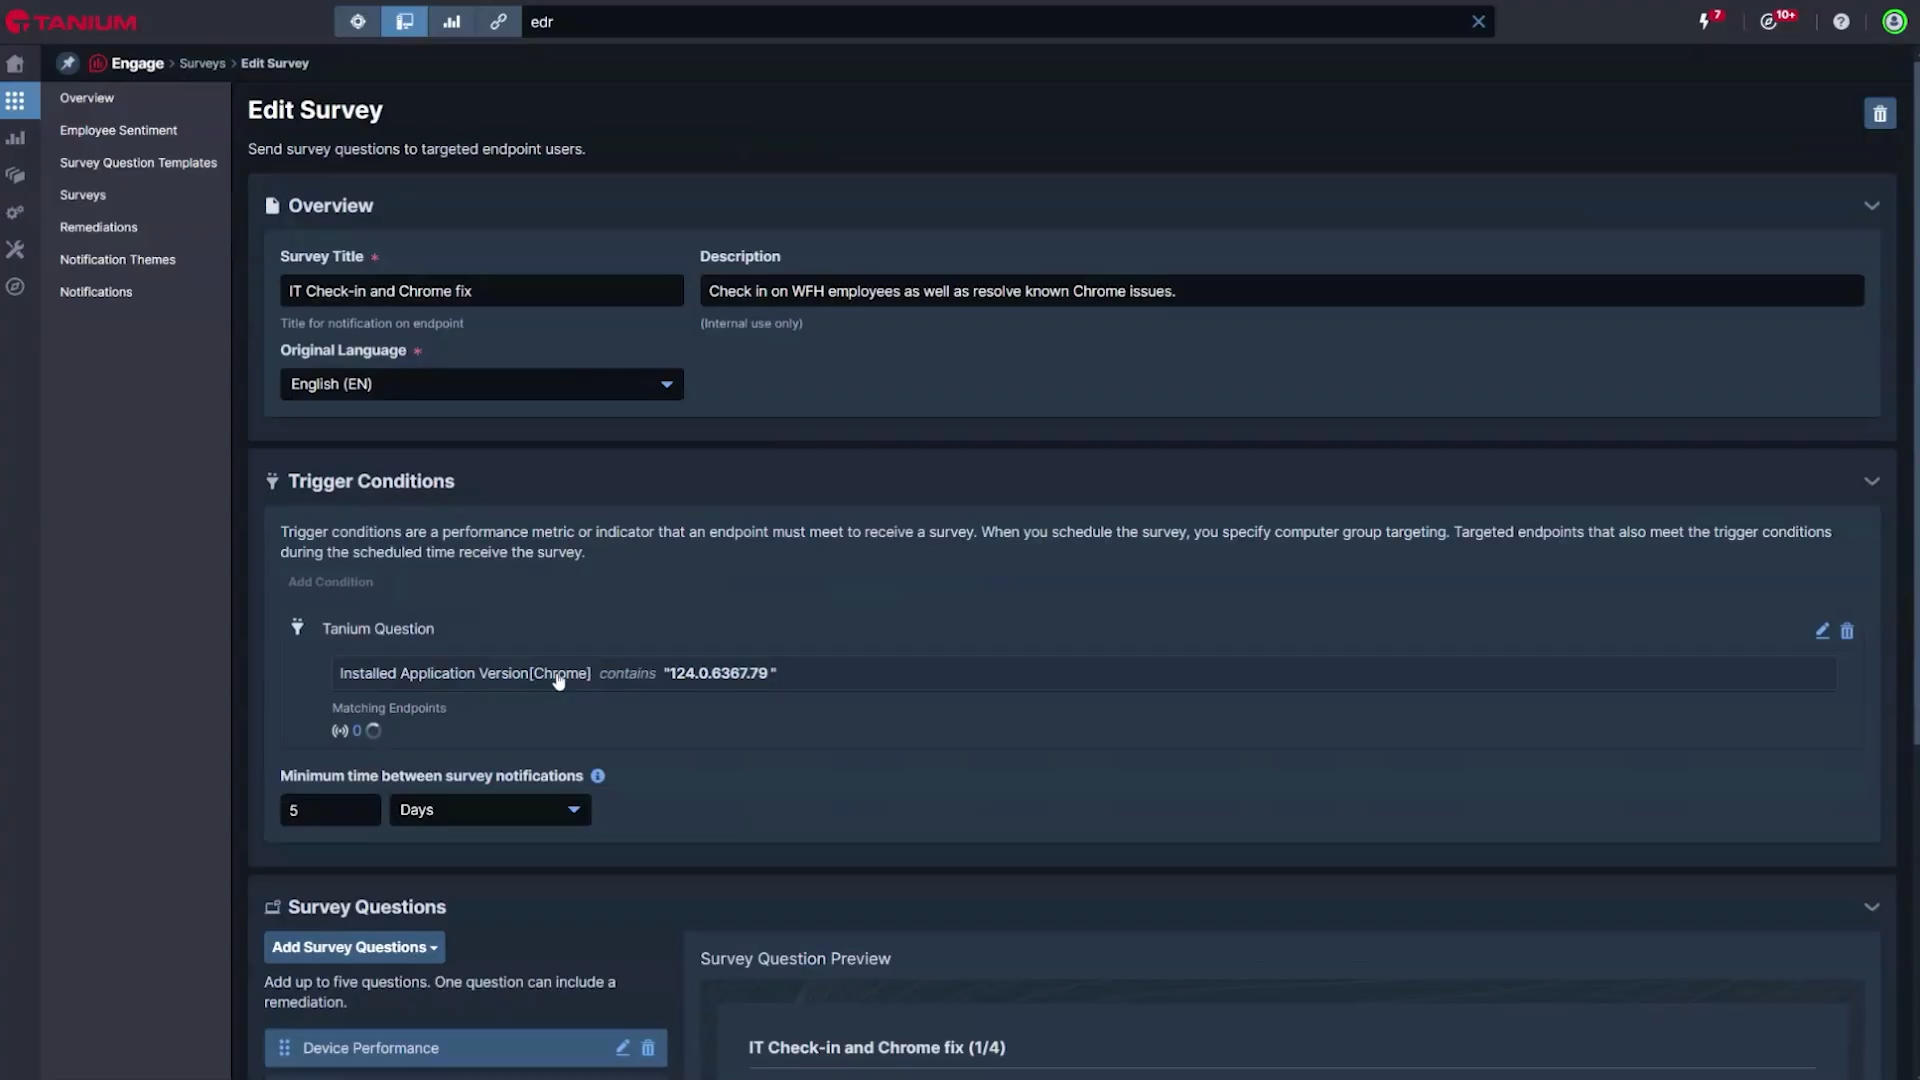 TANIUM
edr
7
10+
Engage > Surveys > Edit Survey
Overview
Employee Sentiment
Survey Question Templates
Surveys
Remediations
Notification Themes
Notifications
Edit Survey
Send survey questions to targeted endpoint users.
Overview
Survey Title *
Description
IT Check-in and Chrome fix
Check in on WFH employees as well as resolve known Chrome issues.
Title for notification on endpoint
(Internal use only)
Original Language *
English (EN)
Trigger Conditions
Trigger conditions are a performance metric or indicator that an endpoint must meet to receive a survey. When you schedule the survey, you specify computer group targeting. Targeted endpoints that also meet the trigger conditions
during the scheduled time receive the survey.
Add Condition
Tanium Question
Installed Application Version[Chrome] contains "124.0.6367.79 "
Matching Endpoints
0
Minimum time between survey notifications
5
Days
Survey Questions
Add Survey Questions
Add up to five questions. One question can include a
remediation.
Device Performance
Survey Question Preview
IT Check-in and Chrome fix (1/4)